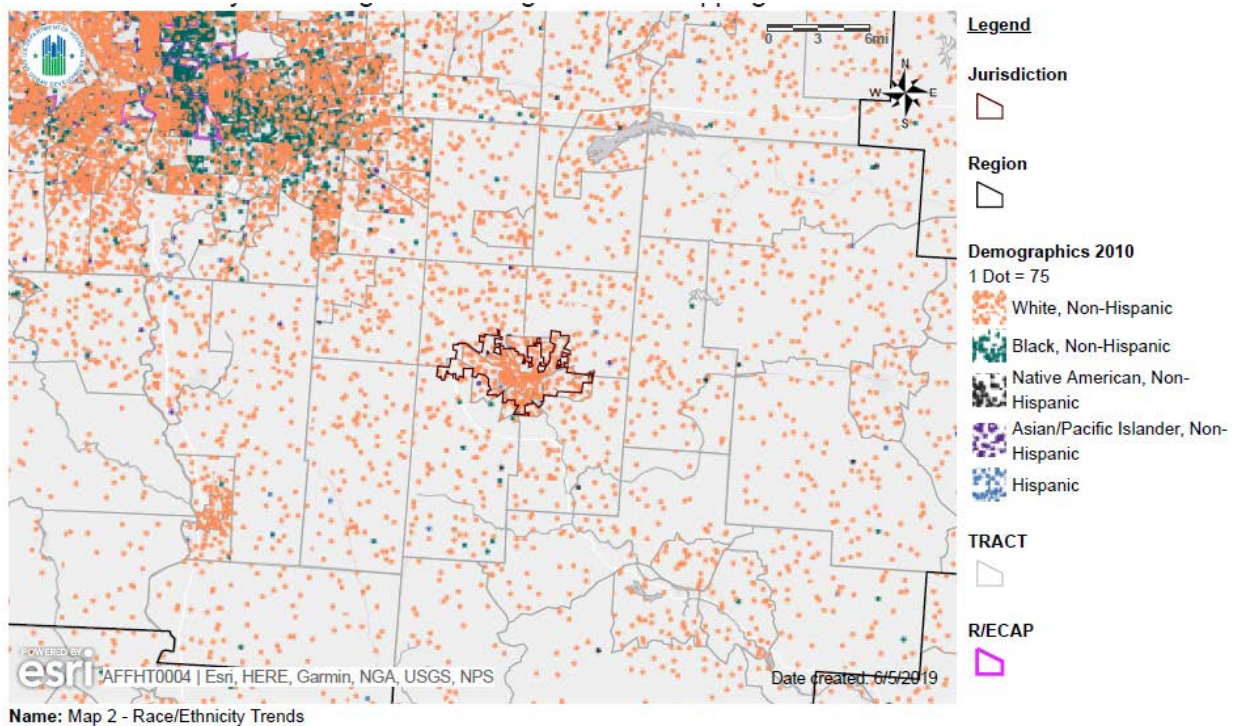 0 3 6mi
N
W E
S
Legend
Jurisdiction
Region
Demographics 2010
1 Dot = 75
White, Non-Hispanic
Black, Non-Hispanic
Native American, Non-
Hispanic
Asian/Pacific Islander, Non-
Hispanic
Hispanic
TRACT
R/ECAP
POWERED BY
esri
AFFHT0004 | Esri, HERE, Garmin, NGA, USGS, NPS
Date created: 6/5/2019
Name: Map 2 - Race/Ethnicity Trends